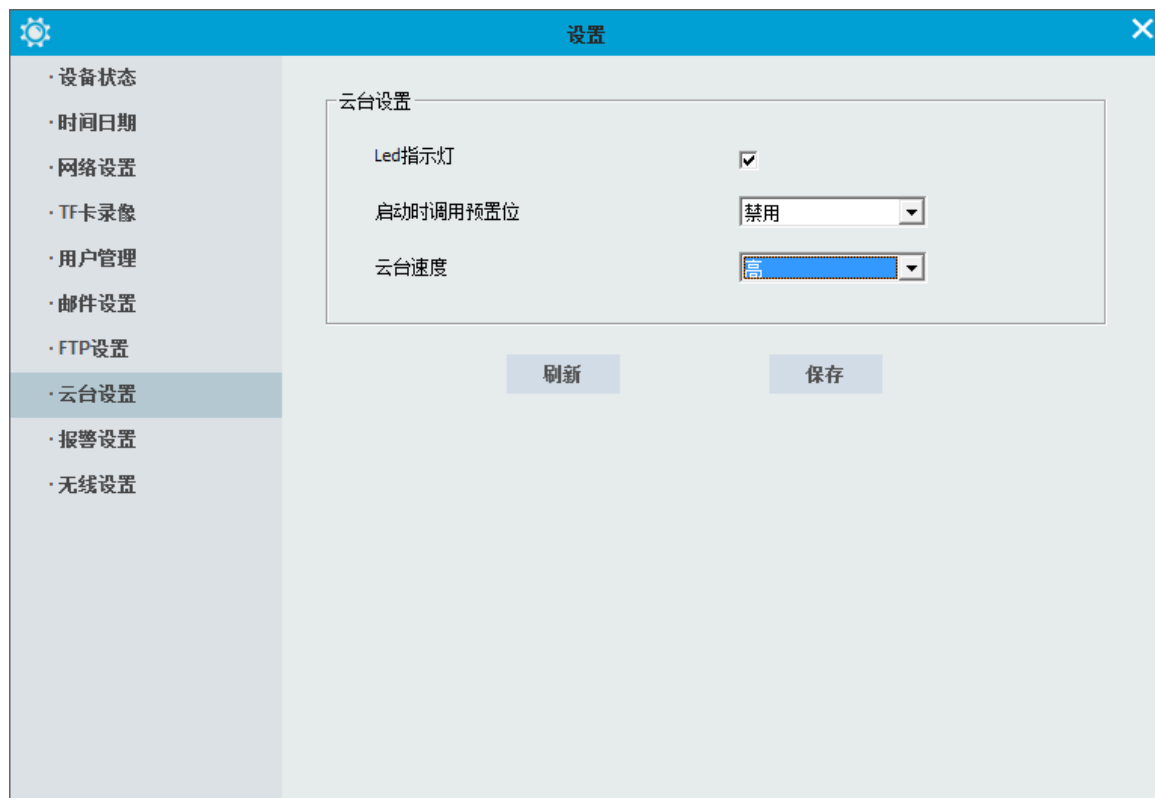 设置
·设备状态
·时间日期
·网络设置
·TF卡录像
·用户管理
·邮件设置
·FTP设置
·云台设置
·报警设置
·无线设置
云台设置
Led指示灯
启动时调用预置位 禁用
云台速度 高
刷新 保存